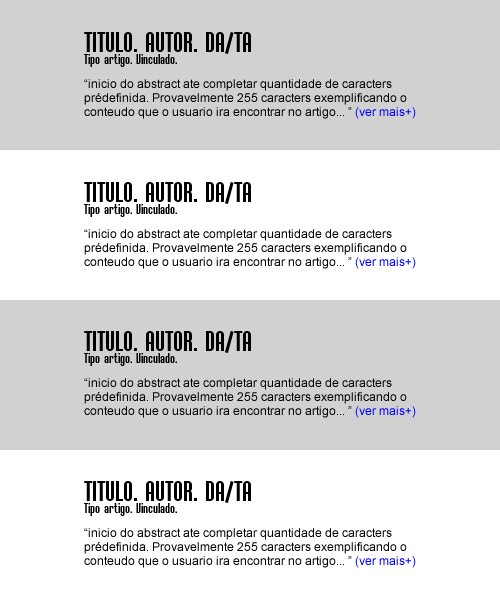 TITULO. AUTOR. DA/TA
Tipo artigo. Vinculado.
“inicio do abstract ate completar quantidade de caracters
prédefinida. Provavelmente 255 caracters exemplificando o
conteudo que o usuario ira encontrar no artigo... ” (ver mais+)
TITULO. AUTOR. DA/TA
Tipo artigo. Vinculado.
“inicio do abstract ate completar quantidade de caracters
prédefinida. Provavelmente 255 caracters exemplificando o
conteudo que o usuario ira encontrar no artigo... ” (ver mais+)
TITULO. AUTOR. DA/TA
Tipo artigo. Vinculado.
“inicio do abstract ate completar quantidade de caracters
prédefinida. Provavelmente 255 caracters exemplificando o
conteudo que o usuario ira encontrar no artigo... ” (ver mais+)
TITULO. AUTOR. DA/TA
Tipo artigo. Vinculado.
“inicio do abstract ate completar quantidade de caracters
prédefinida. Provavelmente 255 caracters exemplificando o
conteudo que o usuario ira encontrar no artigo... ” (ver mais+)